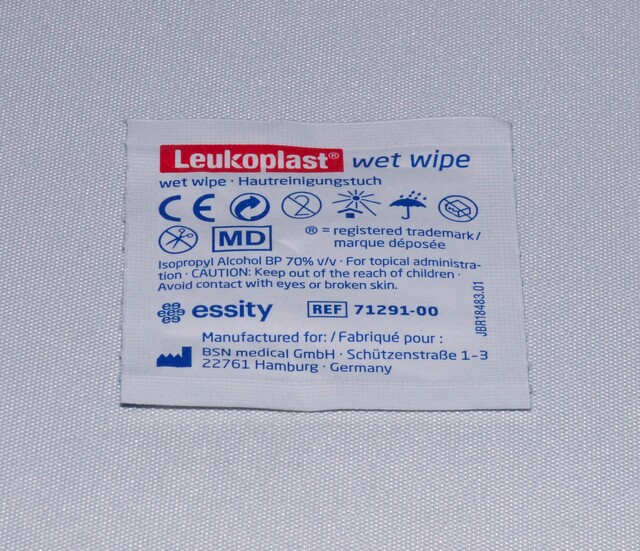 Leukoplast® wet wipe
wet wipe · Hautreinigungstuch
CE 2
MD ® = registered trademark/
marque déposée
Isopropyl Alcohol BP 70% v/v · For topical administra-
tion · CAUTION: Keep out of the reach of children ·
Avoid contact with eyes or broken skin.
essity REF 71291-00
JBR18483.01
Manufactured for: / Fabriqué pour :
BSN medical GmbH · Schützenstraße 1-3
22761 Hamburg · Germany